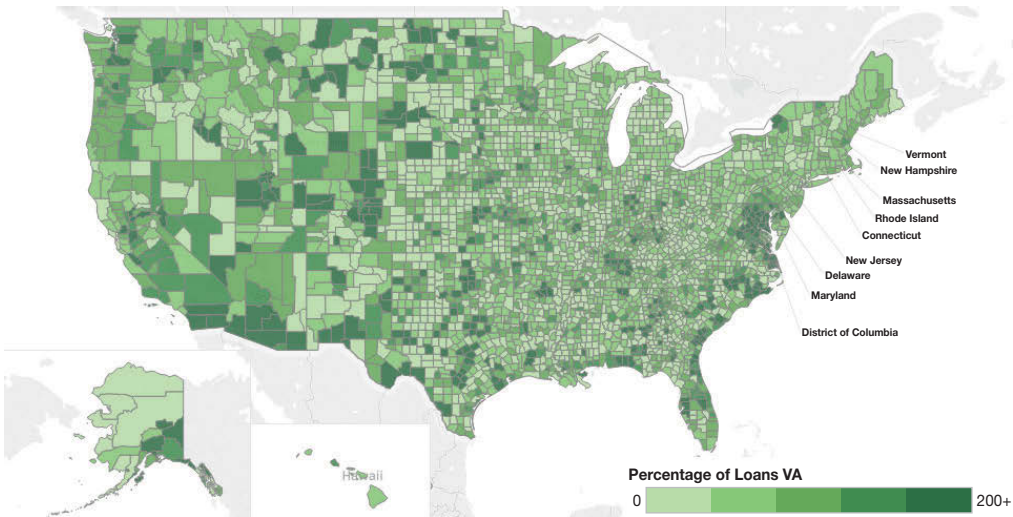 Vermont
New Hampshire
Massachusetts
Rhode Island
Connecticut
New Jersey
Delaware
Maryland
District of Columbia
Hawaii
Percentage of Loans VA
0
200+